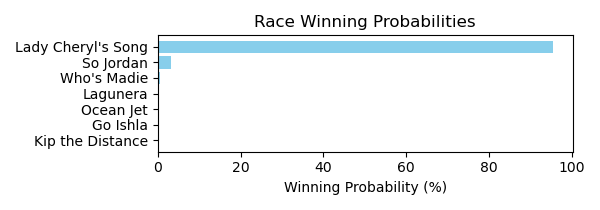 Race Winning Probabilities
Lady Cheryl's Song
So Jordan
Who's Madie
Lagunera
Ocean Jet
Go Ishla
Kip the Distance
0 20 40 60 80 100
Winning Probability (%)